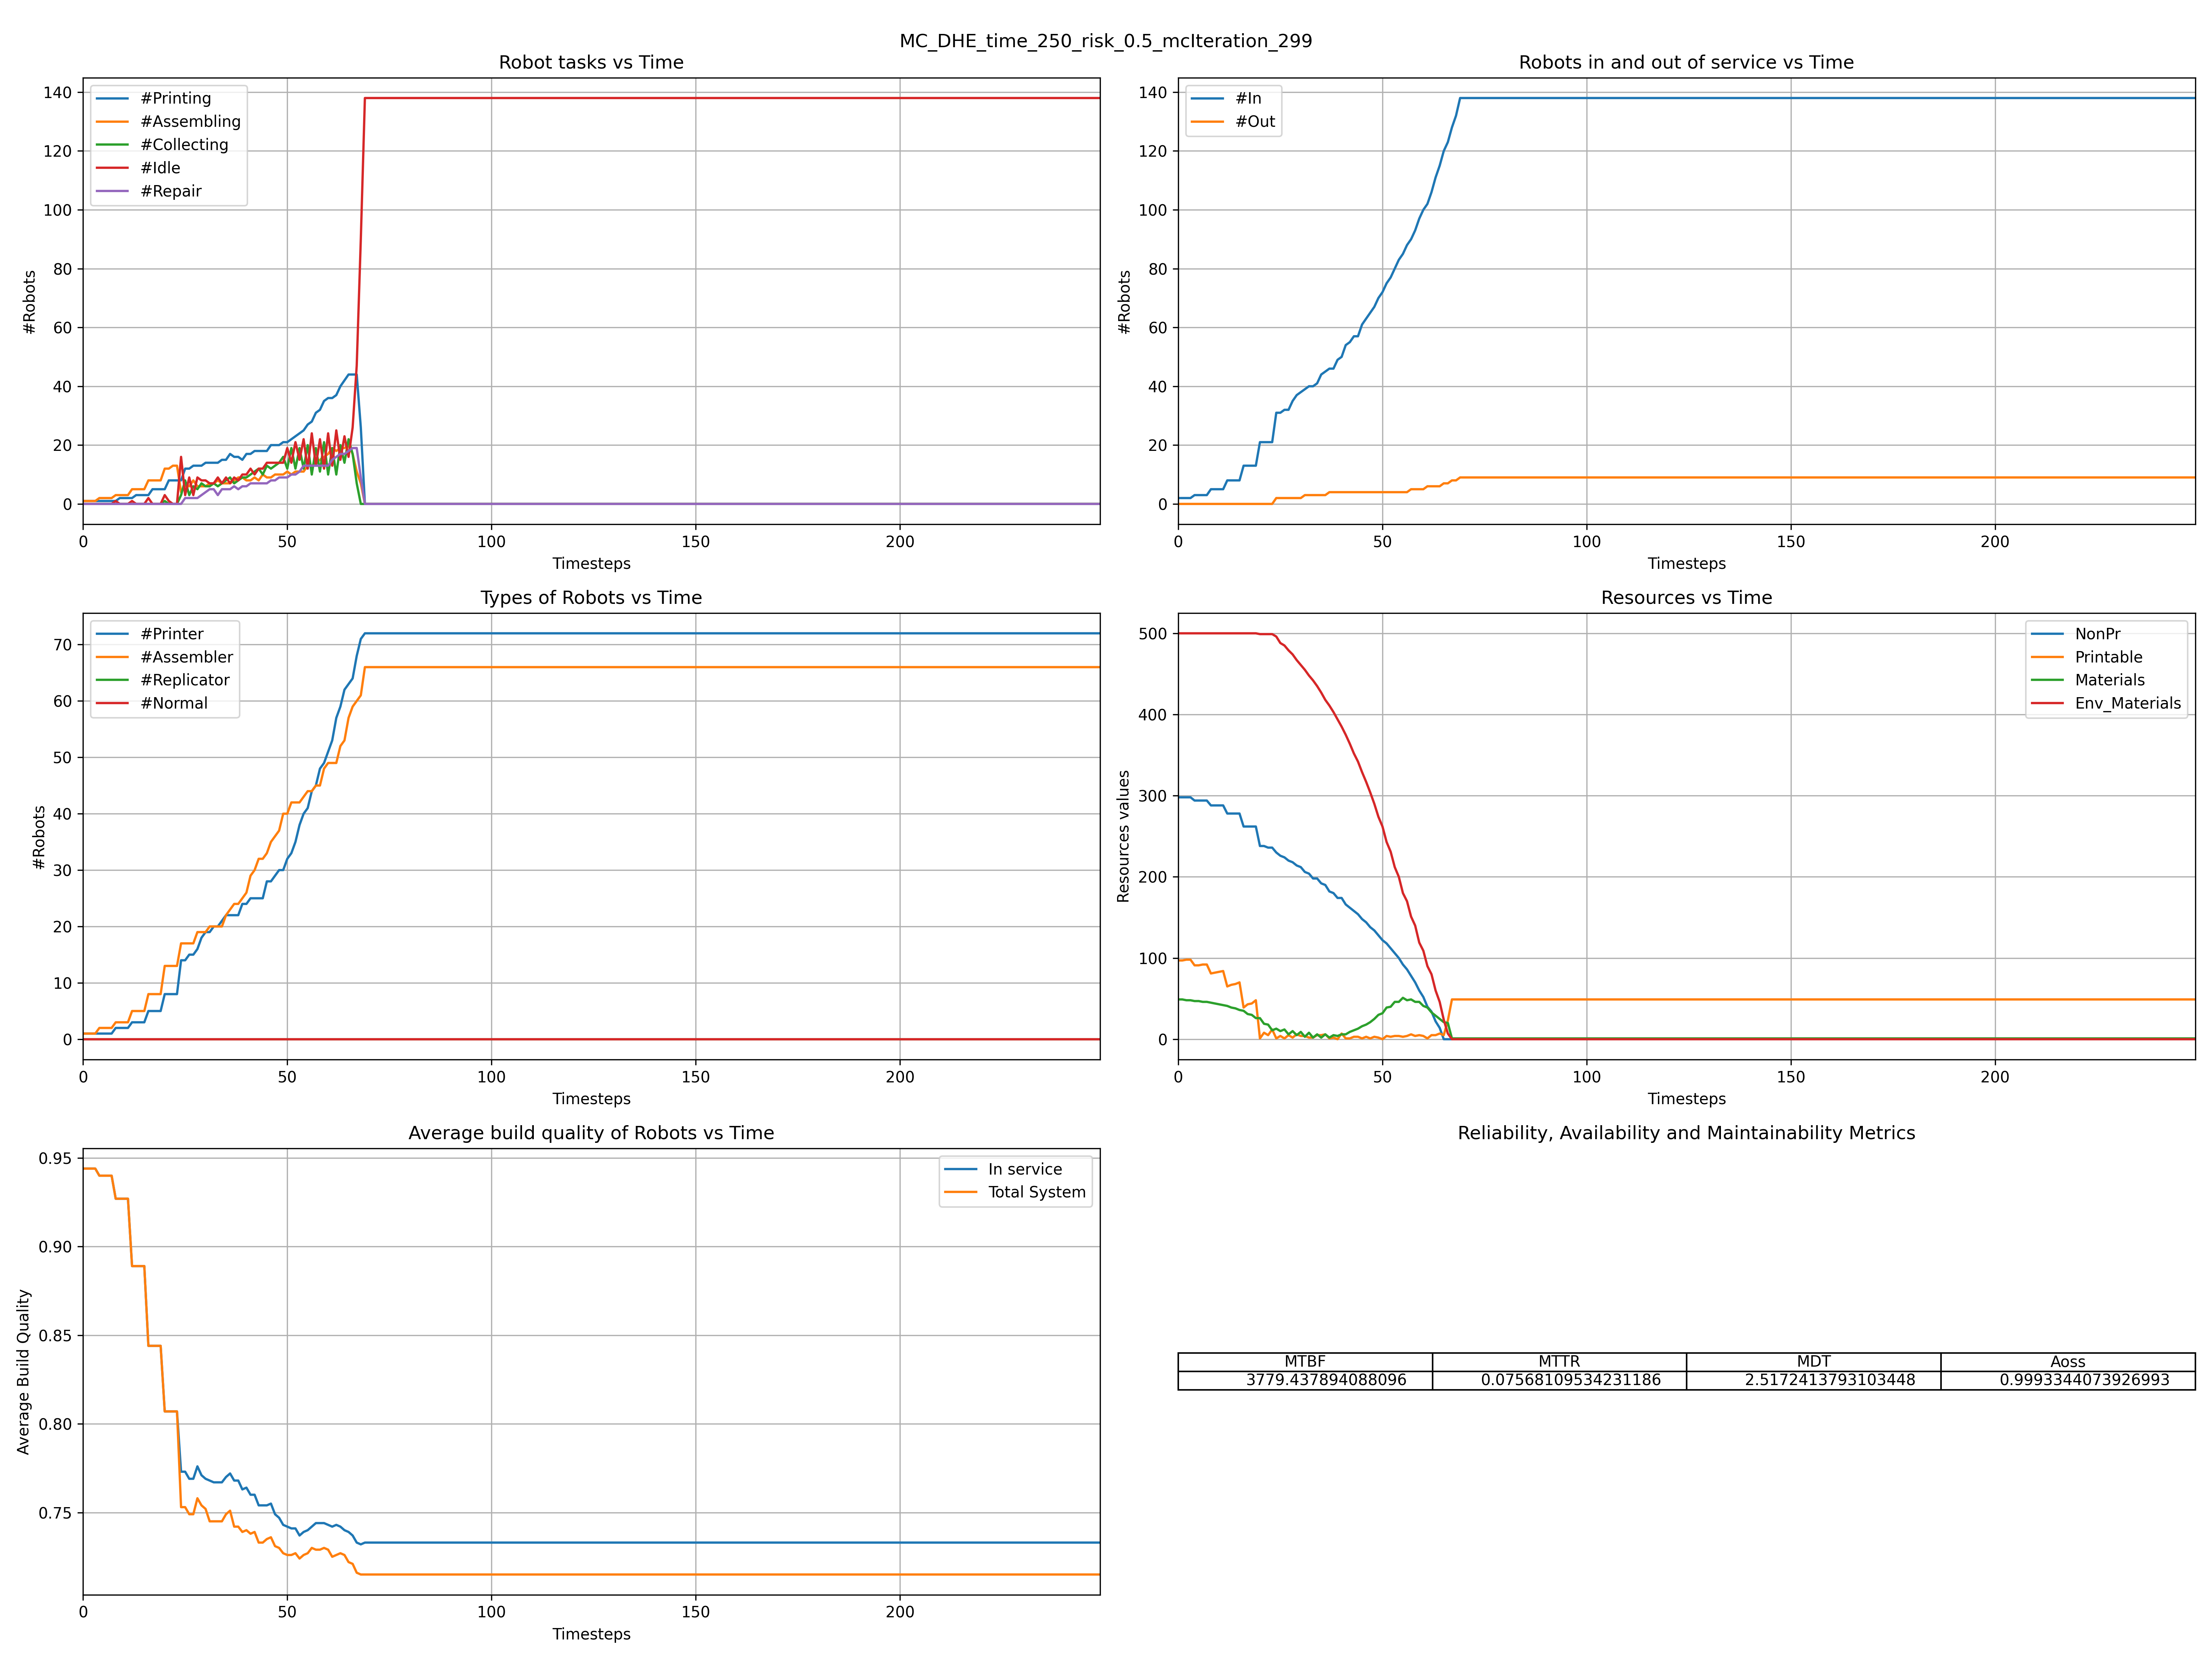 MC_DHE_time_250_risk_0.5_mcIteration_299
Robot tasks vs Time
#Robots
140
120
100
80
60
40
20
0
#Printing
#Assembling
#Collecting
#Idle
#Repair
0 50 100 150 200
Timesteps
Robots in and out of service vs Time
#Robots
140
120
100
80
60
40
20
0
#In
#Out
0 50 100 150 200
Timesteps
Types of Robots vs Time
#Robots
70
60
50
40
30
20
10
0
#Printer
#Assembler
#Replicator
#Normal
0 50 100 150 200
Timesteps
Resources vs Time
Resources values
500
400
300
200
100
0
NonPr
Printable
Materials
Env_Materials
0 50 100 150 200
Timesteps
Average build quality of Robots vs Time
Average Build Quality
0.95
0.90
0.85
0.80
0.75
In service
Total System
0 50 100 150 200
Timesteps
Reliability, Availability and Maintainability Metrics
MTBF MTTR MDT Aoss
3779.437894088096 0.07568109534231186 2.5172413793103448 0.9993344073926993